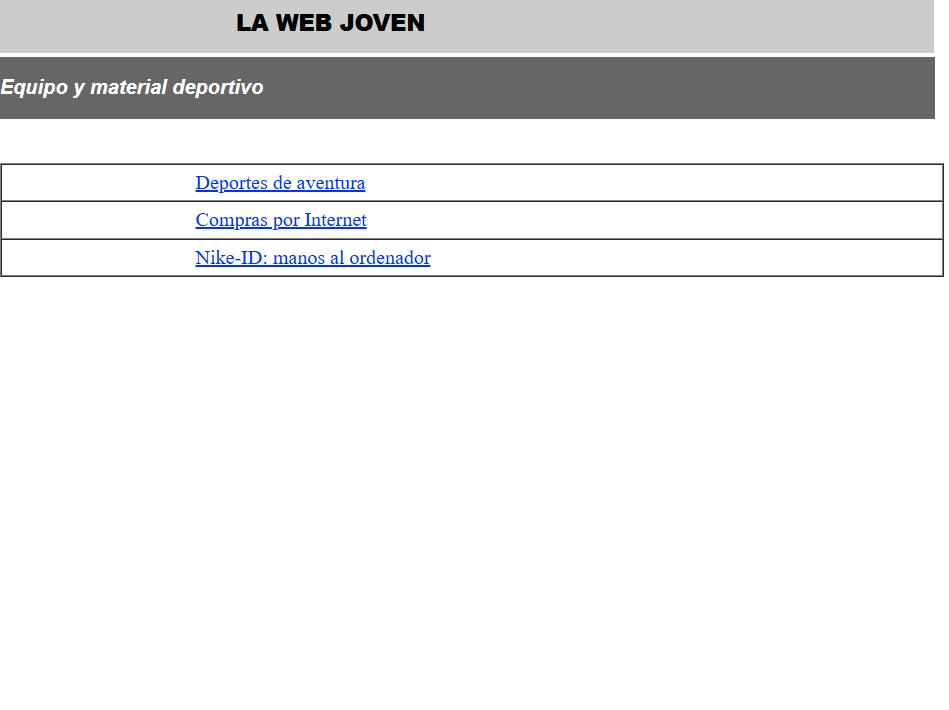 LA WEB JOVEN
Equipo y material deportivo
Deportes de aventura
Compras por Internet
Nike-ID: manos al ordenador